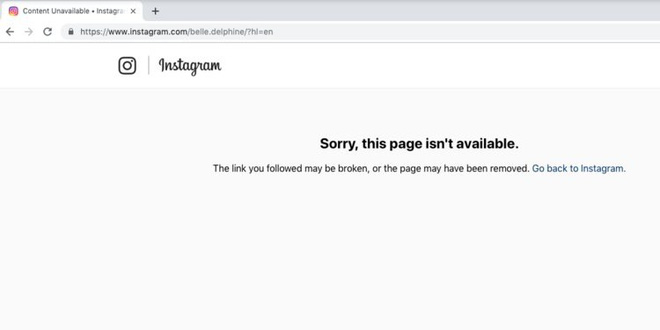 Content Unavailable • Instagra
https://www.instagram.com/belle.delphine/?hl=en
Instagram
Sorry, this page isn't available.
The link you followed may be broken, or the page may have been removed. Go back to Instagram.